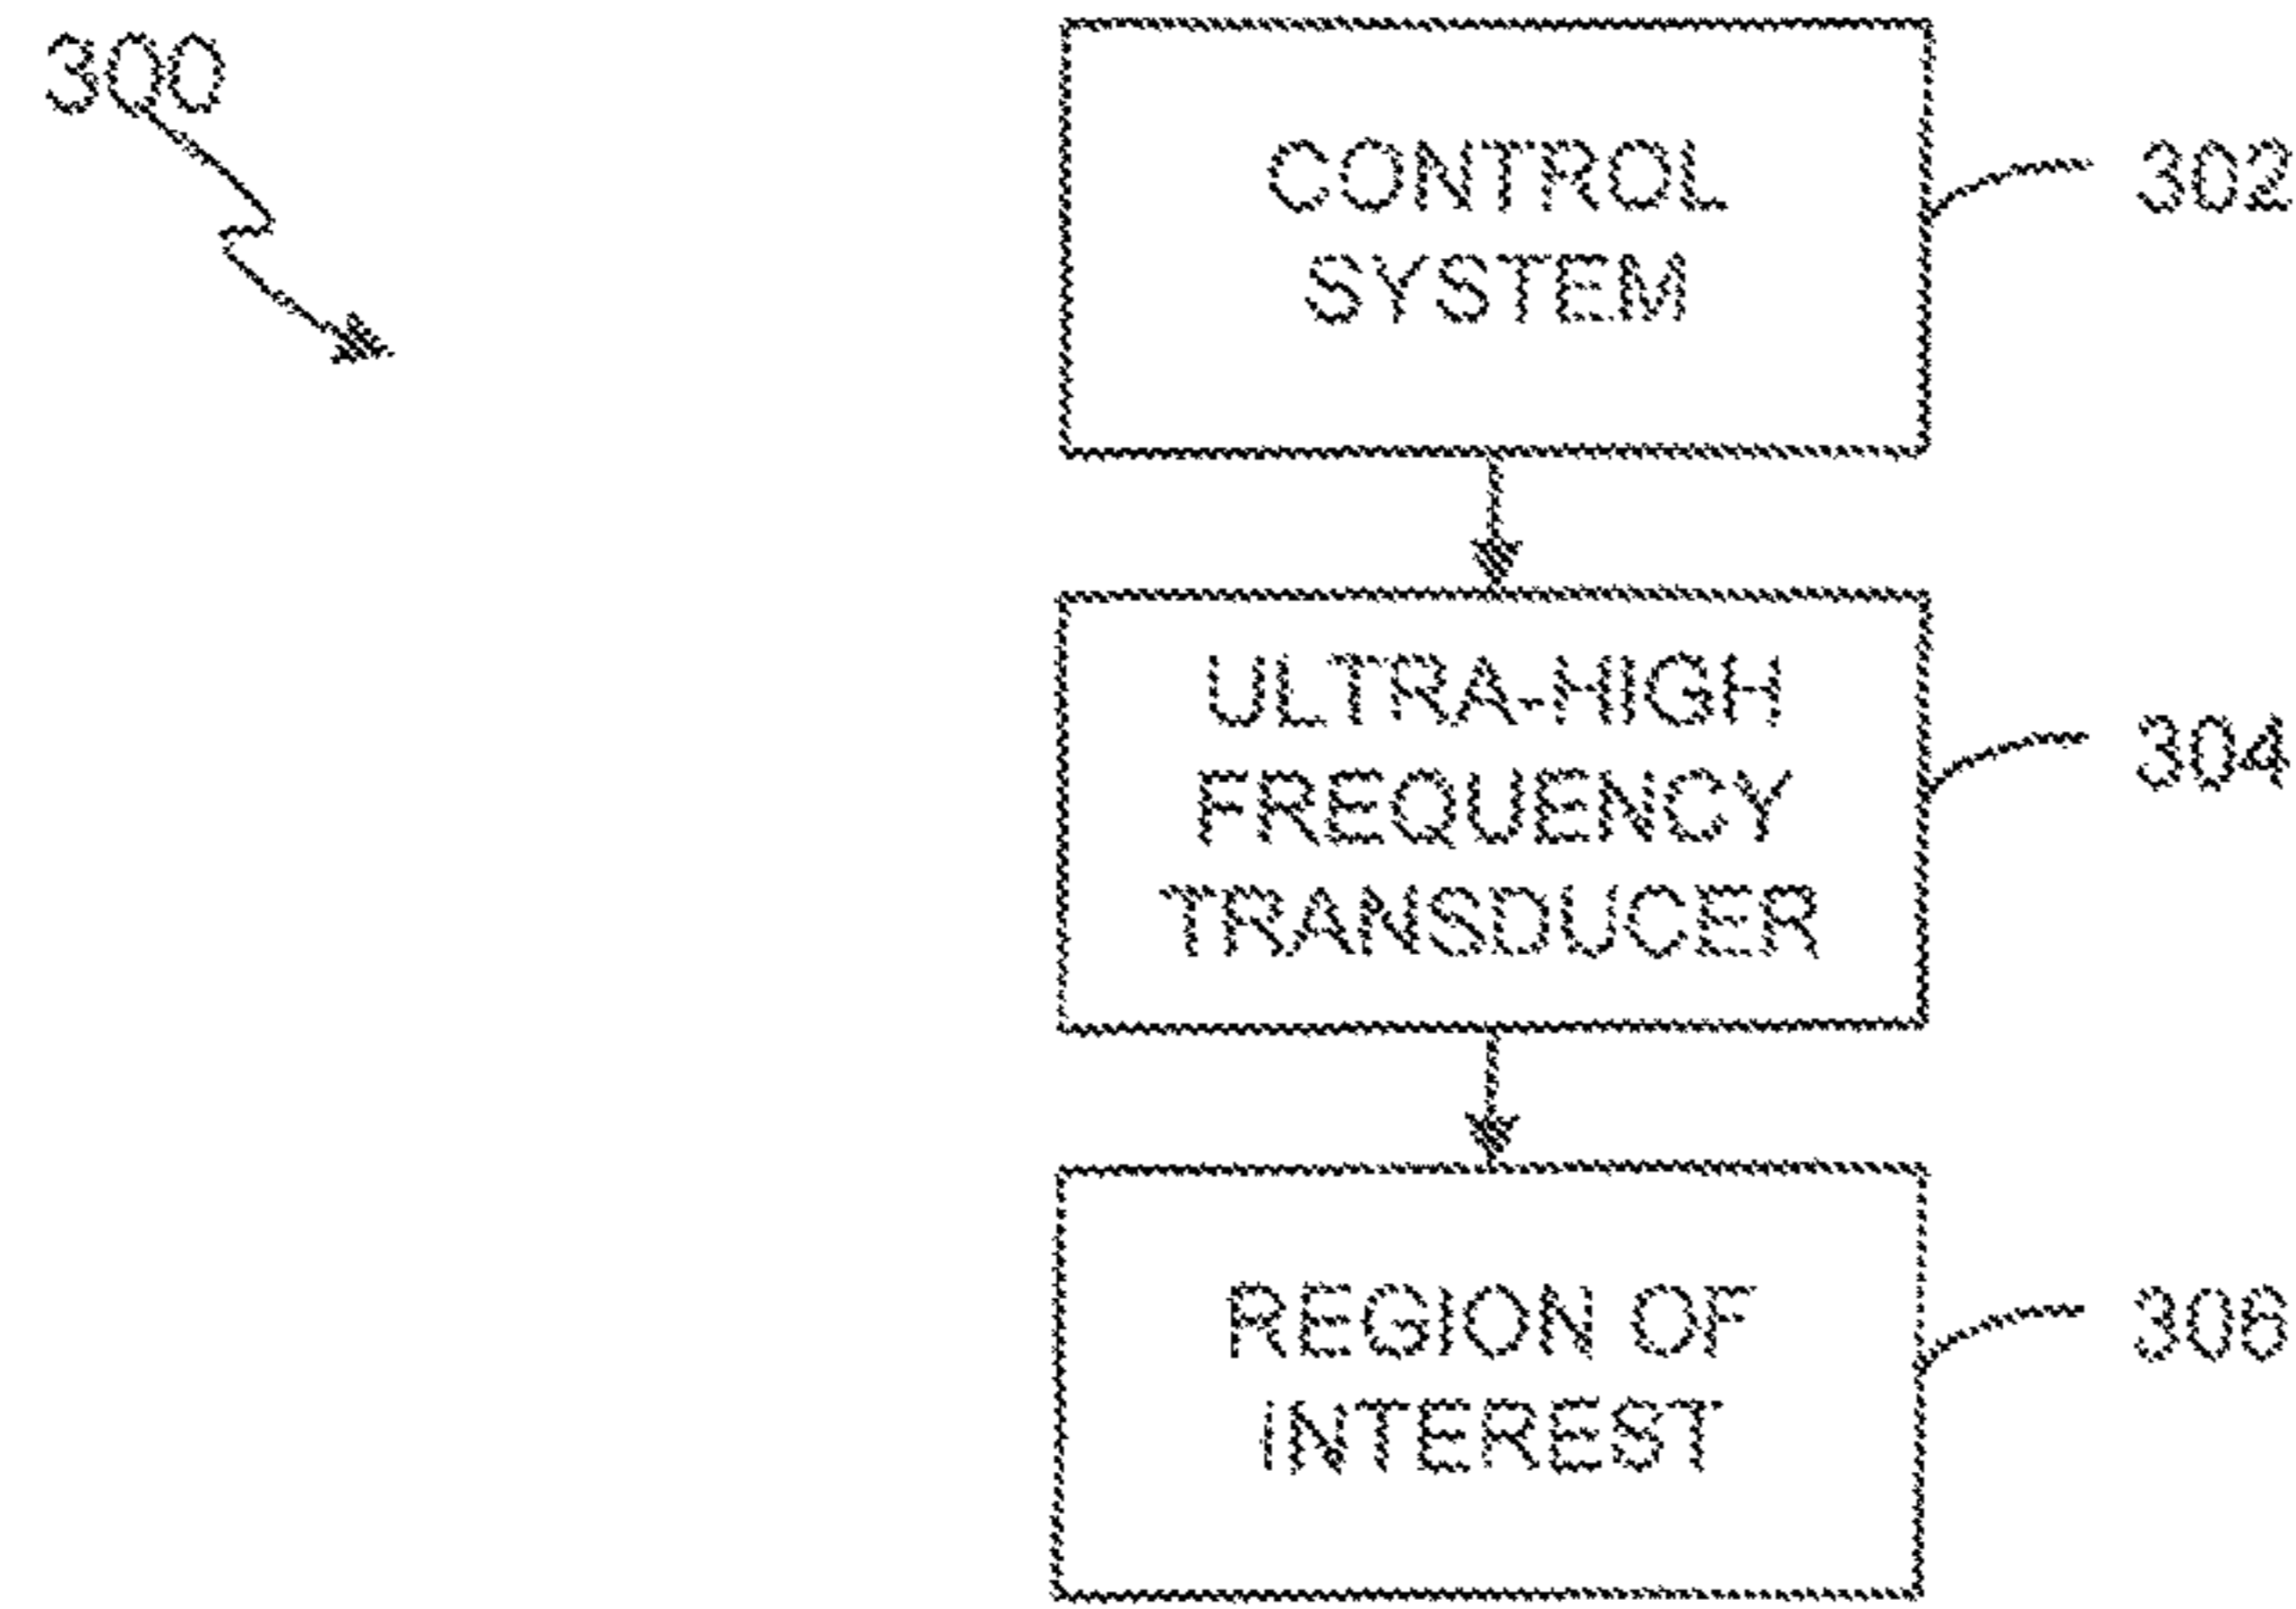 300
CONTROL
SYSTEM
302
ULTRA-HIGH
FREQUENCY
TRANSDUCER
304
REGION OF
INTEREST
306